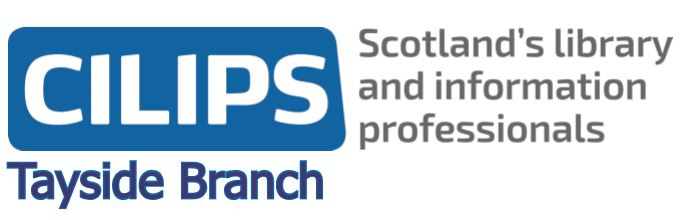 CILIPS
Scotland's library
and information
professionals
Tayside Branch